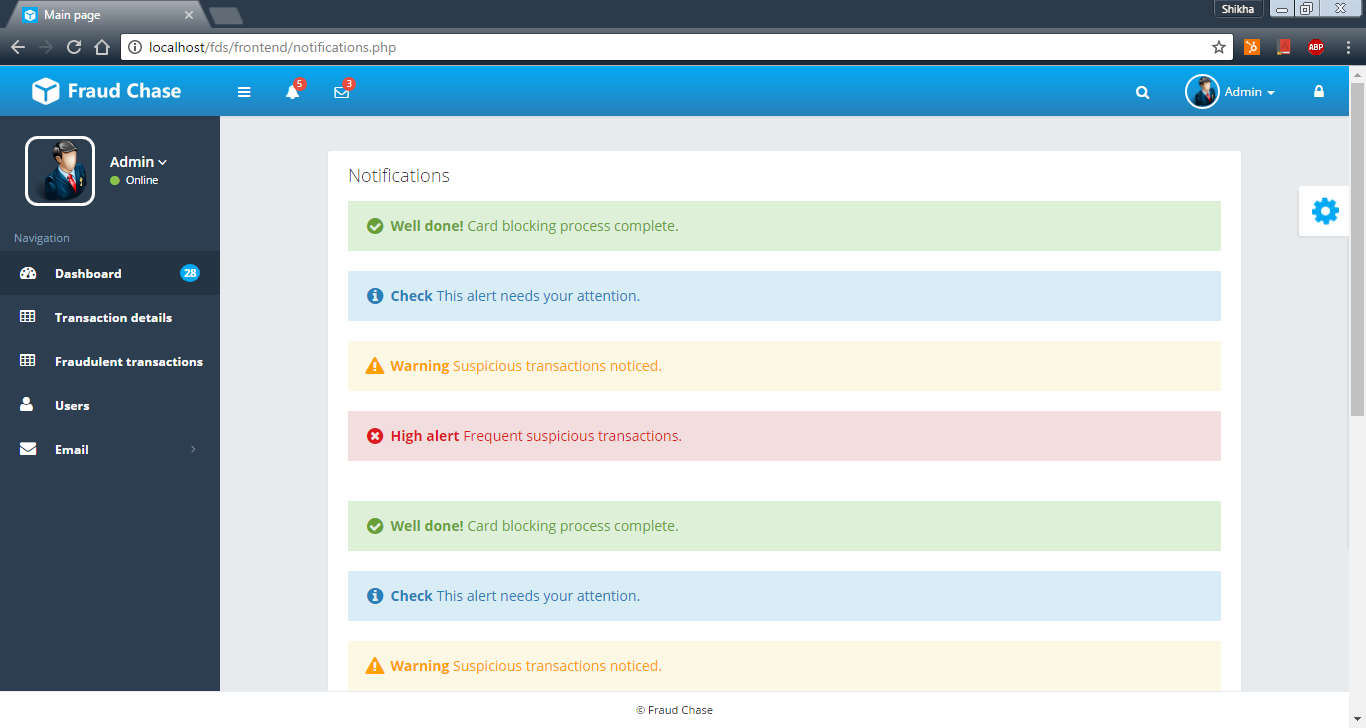 Main page
Shikha
localhost/fds/frontend/notifications.php
ABP
Fraud Chase
5
3
Admin
Admin
Online
Navigation
Dashboard 28
Transaction details
Fraudulent transactions
Users
Email
Notifications
Well done! Card blocking process complete.
Check This alert needs your attention.
Warning Suspicious transactions noticed.
High alert Frequent suspicious transactions.
Well done! Card blocking process complete.
Check This alert needs your attention.
Warning Suspicious transactions noticed.
© Fraud Chase